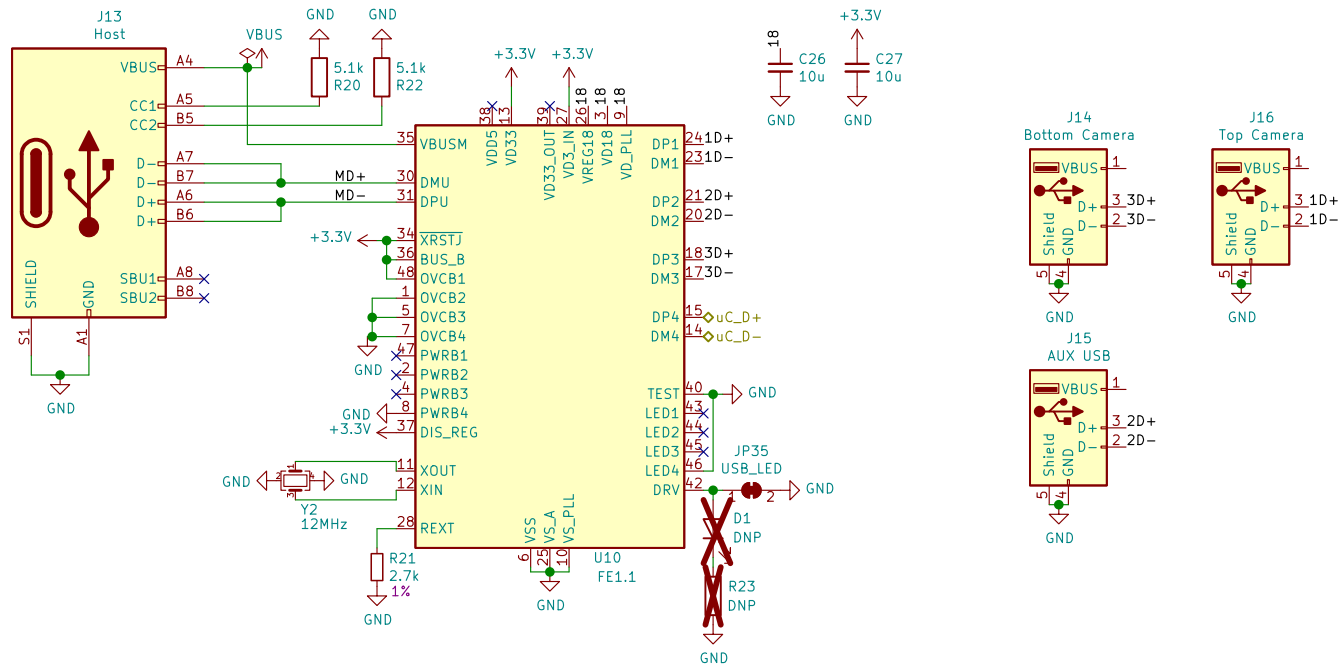 J13
Host
VBUS A4
CC1 A5
CC2 B5
D- A7
D- B7
D+ A6
D+ B6
SBU1 A8
SBU2 B8
SHIELD
GND
S1
A1
GND
VBUS
GND
5.1k
R20
GND
5.1k
R22
MD+
MD-
+3.3V
+3.3V
38
VDD5
13
VD33
39
VD33_OUT
27
VD3_IN
18
26
VREG18
18
3
VD18
18
9
VD_PLL
35 VBUSM
30 DMU
31 DPU
+3.3V
34 XRSTJ
36 BUS_B
48 OVCB1
1 OVCB2
5 OVCB3
7 OVCB4
GND
47 PWRB1
2 PWRB2
4 PWRB3
GND 8 PWRB4
+3.3V 37 DIS_REG
11 XOUT
12 XIN
28 REXT
GND
1
2
4
3
GND
Y2
12MHz
R21
2.7k
1%
GND
DP1 24 1D+
DM1 23 1D-
DP2 21 2D+
DM2 20 2D-
DP3 18 3D+
DM3 17 3D-
DP4 15 uC_D+
DM4 14 uC_D-
TEST 40 GND
LED1 43
LED2 44
LED3 45
LED4 46
DRV 42
VSS
6
VS_A
25
VS_PLL
10
GND
U10
FE1.1
JP35
USB_LED
1 2
GND
D1
DNP
R23
DNP
GND
18
C26
10u
GND
+3.3V
C27
10u
GND
J14
Bottom Camera
VBUS 1
D+ 3 3D+
D- 2 3D-
Shield
GND
5
4
GND
J16
Top Camera
VBUS 1
D+ 3 1D+
D- 2 1D-
Shield
GND
5
4
GND
J15
AUX USB
VBUS 1
D+ 3 2D+
D- 2 2D-
Shield
GND
5
4
GND